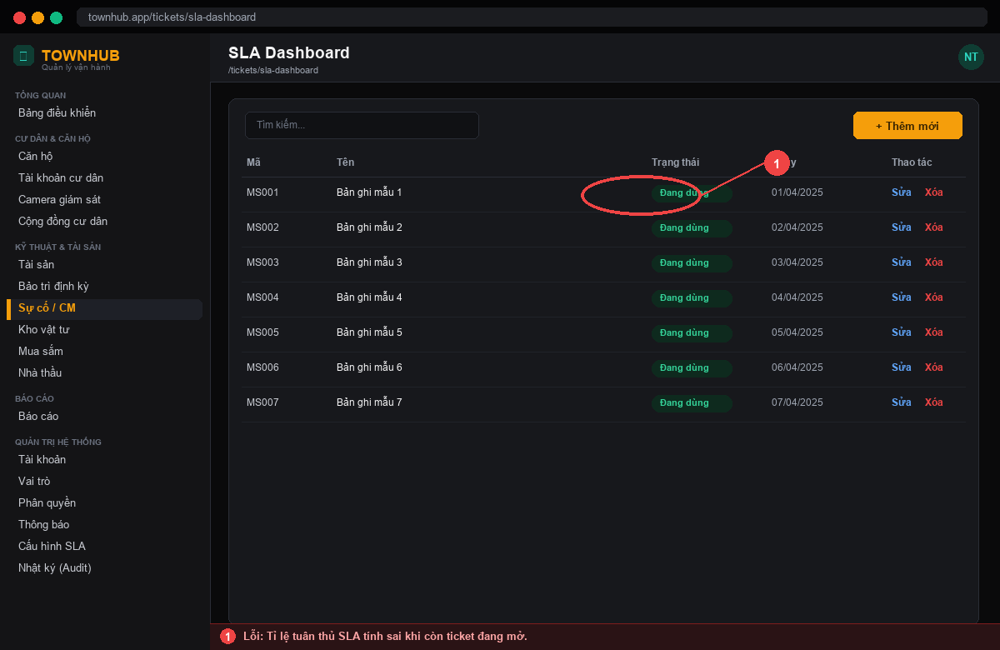 townhub.app/tickets/sla-dashboard
TOWNHUB
Quản lý vận hành
TỔNG QUAN
Bảng điều khiển
CƯ DÂN & CĂN HỘ
Căn hộ
Tài khoản cư dân
Camera giám sát
Cộng đồng cư dân
KỸ THUẬT & TÀI SẢN
Tài sản
Bảo trì định kỳ
Sự cố / CM
Kho vật tư
Mua sắm
Nhà thầu
BÁO CÁO
Báo cáo
QUẢN TRỊ HỆ THỐNG
Tài khoản
Vai trò
Phân quyền
Thông báo
Cấu hình SLA
Nhật ký (Audit)
SLA Dashboard
/tickets/sla-dashboard
NT
Tìm kiếm...
+ Thêm mới
Mã Tên Trạng thái 1 y Thao tác
MS001 Bản ghi mẫu 1 Đang dùng 01/04/2025 Sửa Xóa
MS002 Bản ghi mẫu 2 Đang dùng 02/04/2025 Sửa Xóa
MS003 Bản ghi mẫu 3 Đang dùng 03/04/2025 Sửa Xóa
MS004 Bản ghi mẫu 4 Đang dùng 04/04/2025 Sửa Xóa
MS005 Bản ghi mẫu 5 Đang dùng 05/04/2025 Sửa Xóa
MS006 Bản ghi mẫu 6 Đang dùng 06/04/2025 Sửa Xóa
MS007 Bản ghi mẫu 7 Đang dùng 07/04/2025 Sửa Xóa
1 Lỗi: Tỉ lệ tuân thủ SLA tính sai khi còn ticket đang mở.